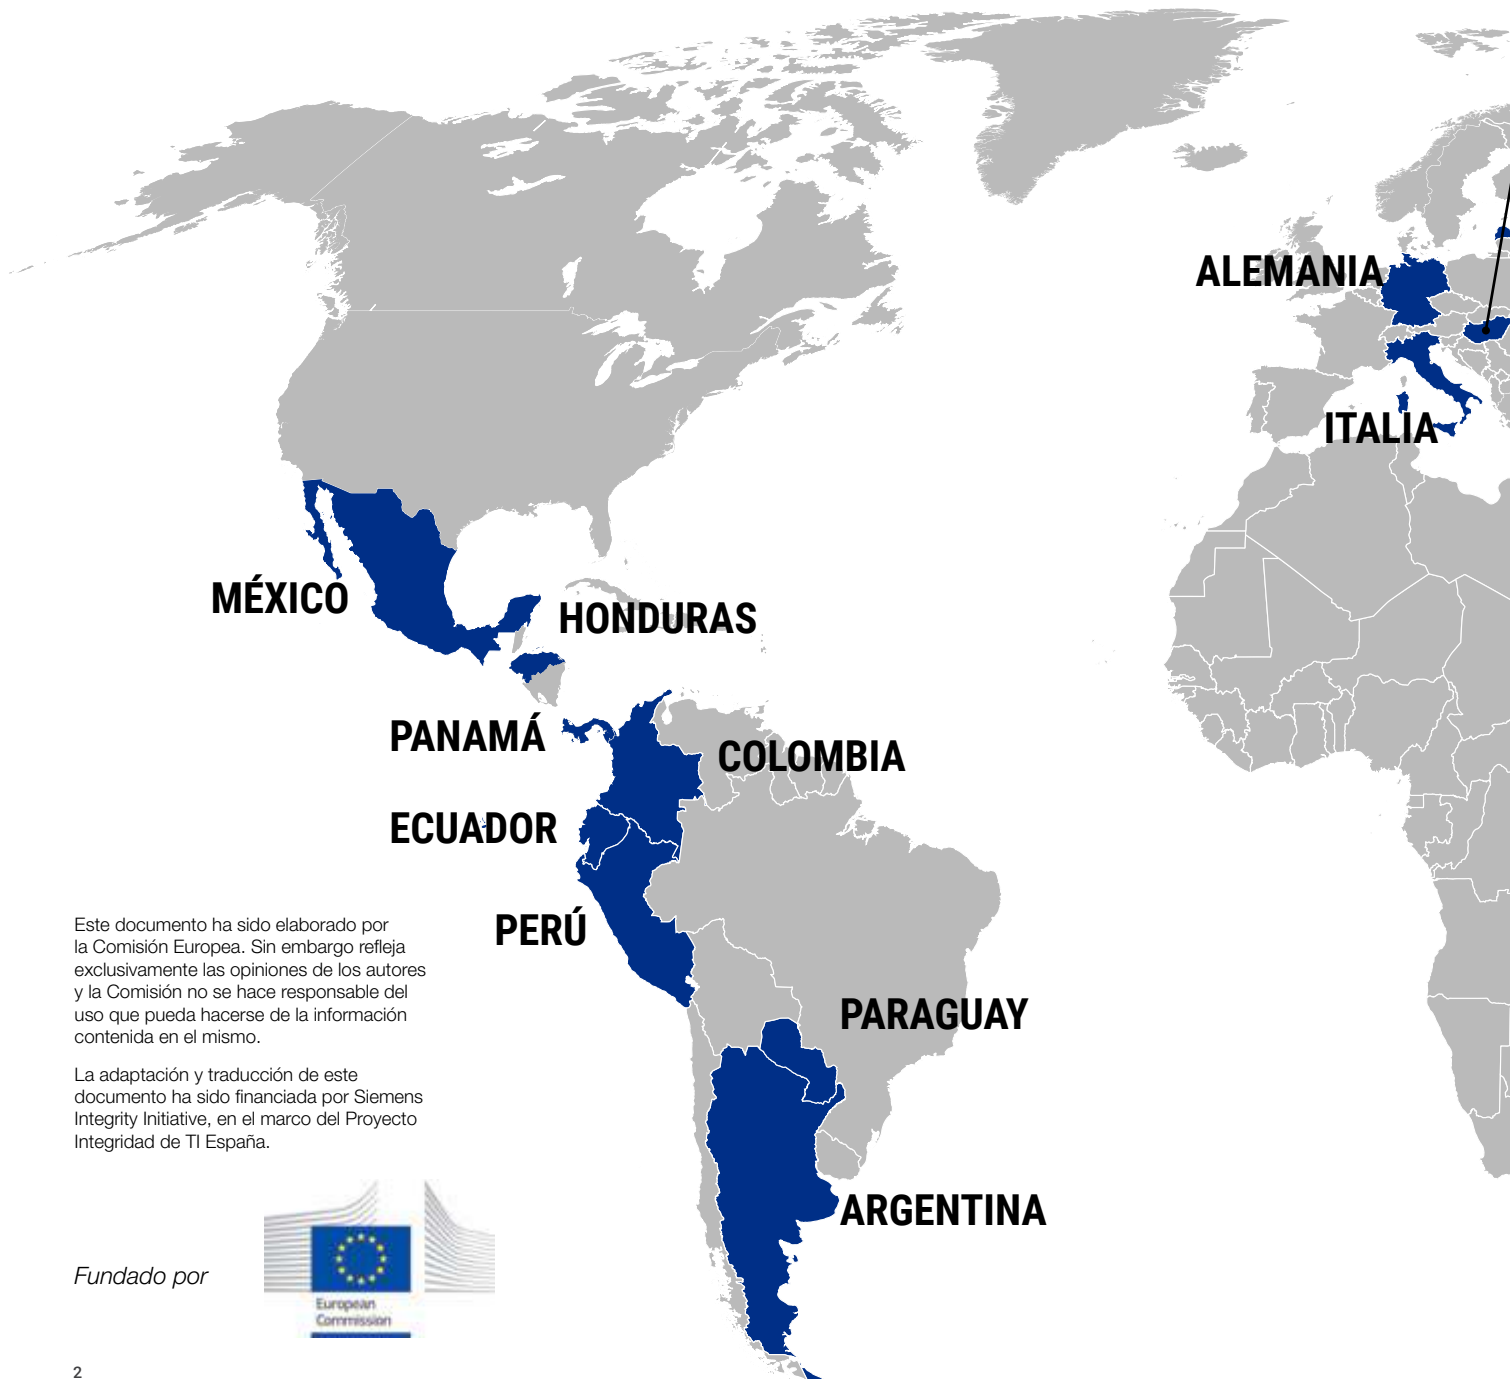 ALEMANIA
ITALIA
MÉXICO
HONDURAS
PANAMÁ
COLOMBIA
ECUADOR
PERÚ
PARAGUAY
ARGENTINA
Este documento ha sido elaborado por
la Comisión Europea. Sin embargo refleja
exclusivamente las opiniones de los autores
y la Comisión no se hace responsable del
uso que pueda hacerse de la información
contenida en el mismo.
La adaptación y traducción de este
documento ha sido financiada por Siemens
Integrity Initiative, en el marco del Proyecto
Integridad de TI España.
Fundado por
European
Commission
2